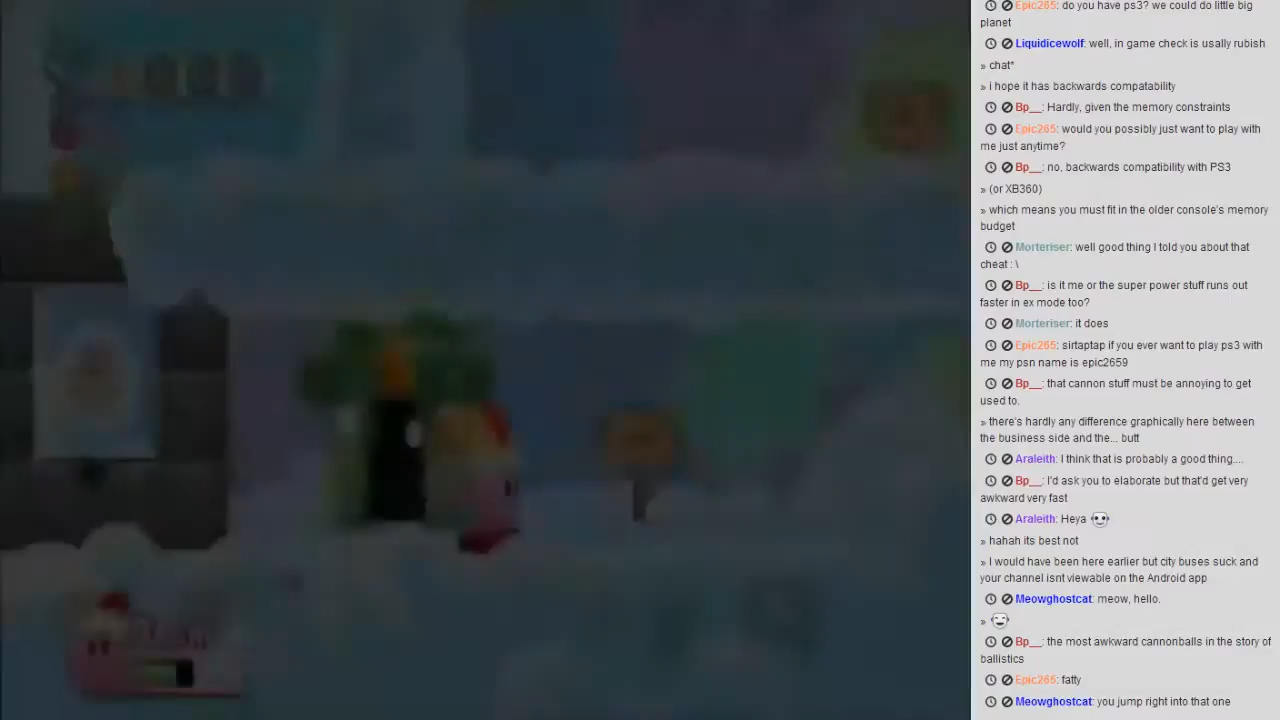 Epic265: do you have ps3? we could do little big
planet
Liquidicewolf: well, in game check is usally rubish
» chat*
» i hope it has backwards compatability
Bp__: Hardly, given the memory constraints
Epic265: would you possibly just want to play with
me just anytime?
Bp__: no, backwards compatibility with PS3
» (or XB360)
» which means you must fit in the older console's memory
budget
Morteriser: well good thing I told you about that
cheat : \
Bp__: is it me or the super power stuff runs out
faster in ex mode too?
Morteriser: it does
Epic265: sirtaptap if you ever want to play ps3 with
me my psn name is epic2659
Bp__: that cannon stuff must be annoying to get
used to.
» there's hardly any difference graphically here between
the business side and the... butt
Araleith: I think that is probably a good thing....
Bp__: I'd ask you to elaborate but that'd get very
awkward very fast
Araleith: Heya
» hahah its best not
» I would have been here earlier but city buses suck and
your channel isnt viewable on the Android app
Meowghostcat: meow, hello.
»
Bp__: the most awkward cannonballs in the story of
ballistics
Epic265: fatty
Meowghostcat: you jump right into that one